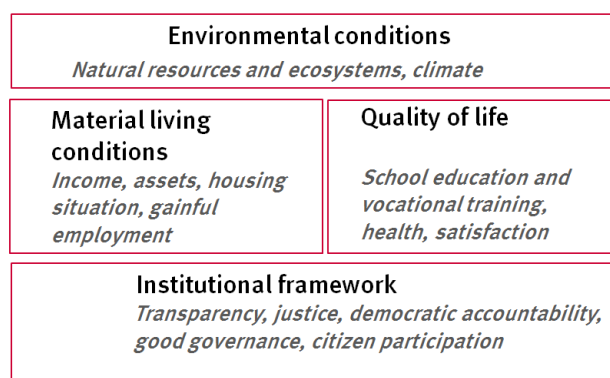 Environmental conditions
Natural resources and ecosystems, climate
Material living
conditions
Income, assets, housing
situation, gainful
employment
Quality of life
School education and
vocational training,
health, satisfaction
Institutional framework
Transparency, justice, democratic accountability,
good governance, citizen participation